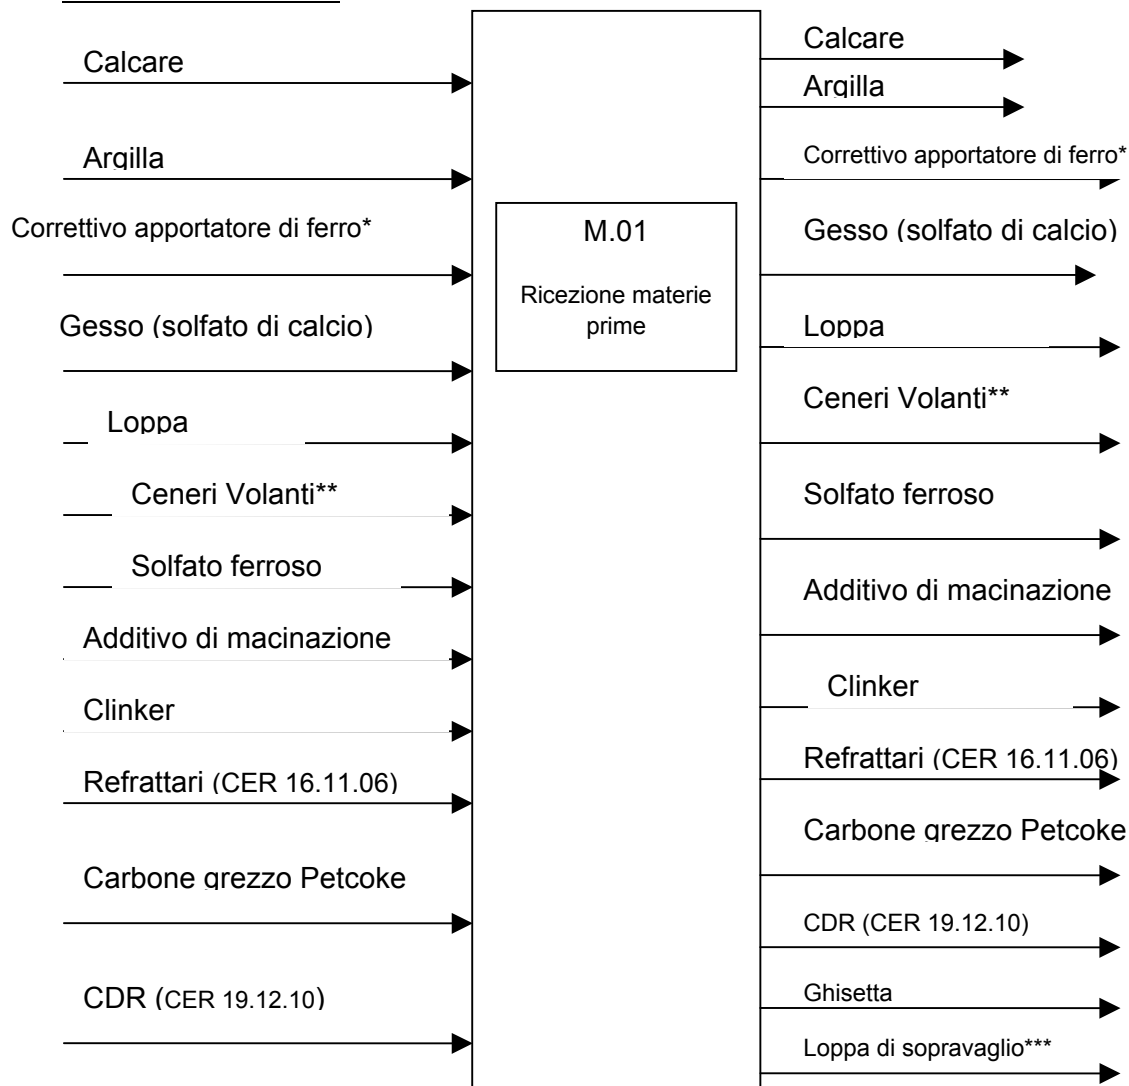 Calcare
Argilla
Correttivo apportatore di ferro*
Gesso (solfato di calcio)
Loppa
Ceneri Volanti**
Solfato ferroso
Additivo di macinazione
Clinker
Refrattari (CER 16.11.06)
Carbone grezzo Petcoke
CDR (CER 19.12.10)
M.01
Ricezione materie
prime
Calcare
Argilla
Correttivo apportatore di ferro*
Gesso (solfato di calcio)
Loppa
Ceneri Volanti**
Solfato ferroso
Additivo di macinazione
Clinker
Refrattari (CER 16.11.06)
Carbone grezzo Petcoke
CDR (CER 19.12.10)
Ghisetta
Loppa di sopravaglio***